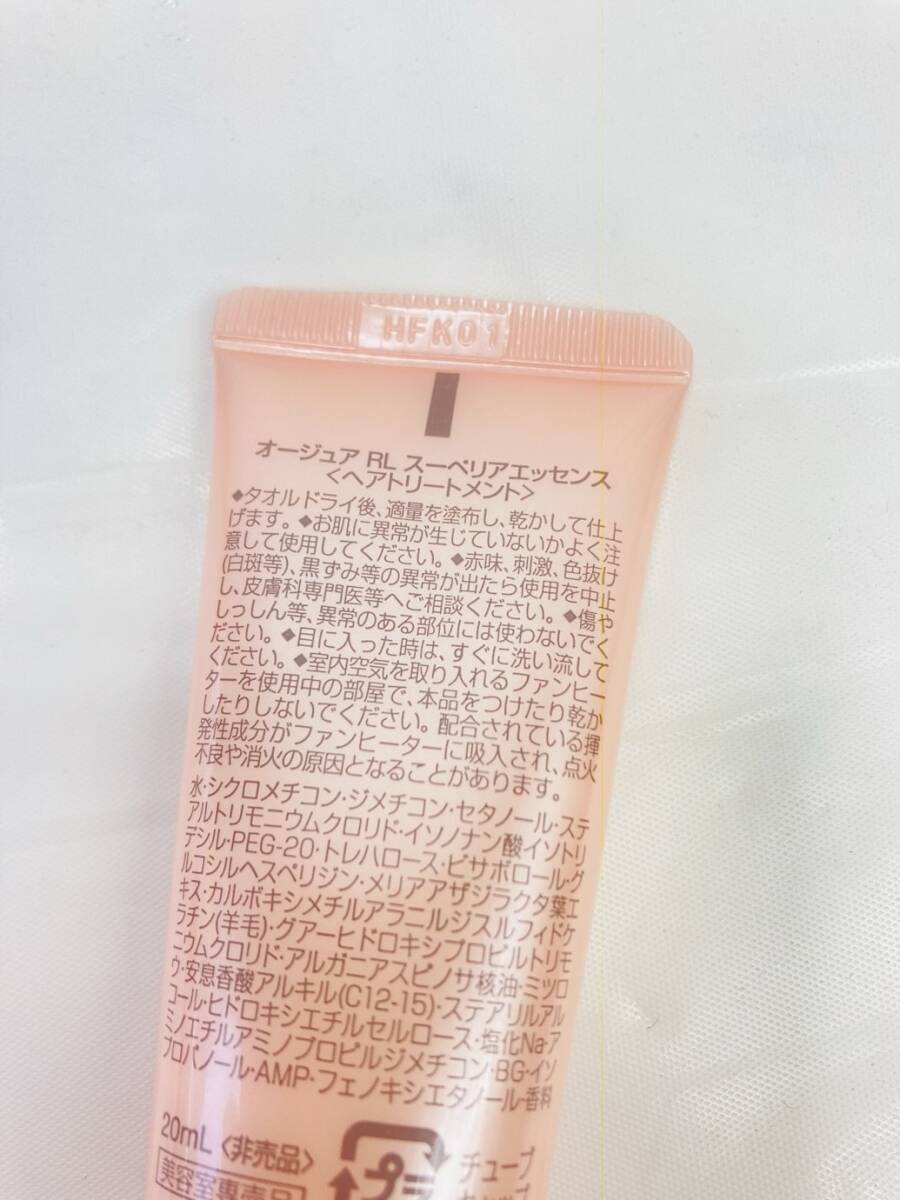 HFK01
オージュア RL スーペリアエッセンス
〈ヘアトリートメント〉
◆タオルドライ後、適量を塗布し、乾かして仕上
げます。◆お肌に異常が生じていないかよく注
意して使用してください。◆赤味、刺激、色抜け
(白斑等)、黒ずみ等の異常が出たら使用を中止
し、皮膚科専門医等へご相談ください。◆傷や
しっしん等、異常のある部位には使わないでく
ださい。◆目に入った時は、すぐに洗い流して
ください。◆室内空気を取り入れるファンヒー
ターを使用中の部屋で、本品をつけたり乾か
したりしないでください。配合されている揮
発性成分がファンヒーターに吸入され、点火
不良や消火の原因となることがあります。
水・シクロメチコン・ジメチコン・セタノール・ステ
アルトリモニウムクロリド・イソノナン酸イソトリ
デシル・PEG-20・トレハロース・ビサボロール・グ
ルコシルヘスペリジン・メリアアザジラクタ葉エ
キス・カルボキシメチルアラニルジスルフィドケ
ラチン(羊毛)・グアーヒドロキシプロピルトリモ
ニウムクロリド・アルガニアスピノサ核油・ミツロ
ウ・安息香酸アルキル(C12-15)・ステアリルアル
コール・ヒドロキシエチルセルロース・塩化Na・ア
ミノエチルアミノプロピルジメチコン・BG・イソ
プロパノール・AMP・フェノキシエタノール・香料
20mL〈非売品〉
美容室専売品
プラ
チューブ